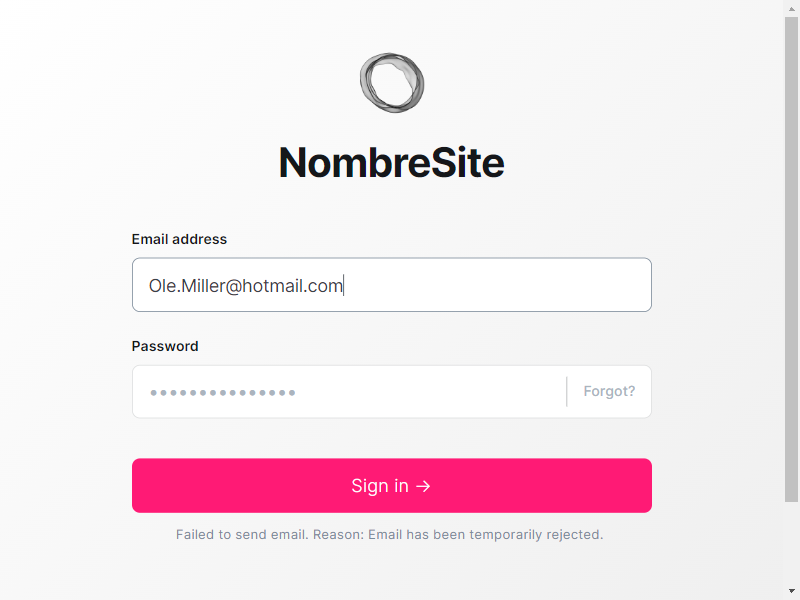 NombreSite
Email address
Ole.Miller@hotmail.com
Password
●●●●●●●●●●●●●●●
Forgot?
Sign in →
Failed to send email. Reason: Email has been temporarily rejected.